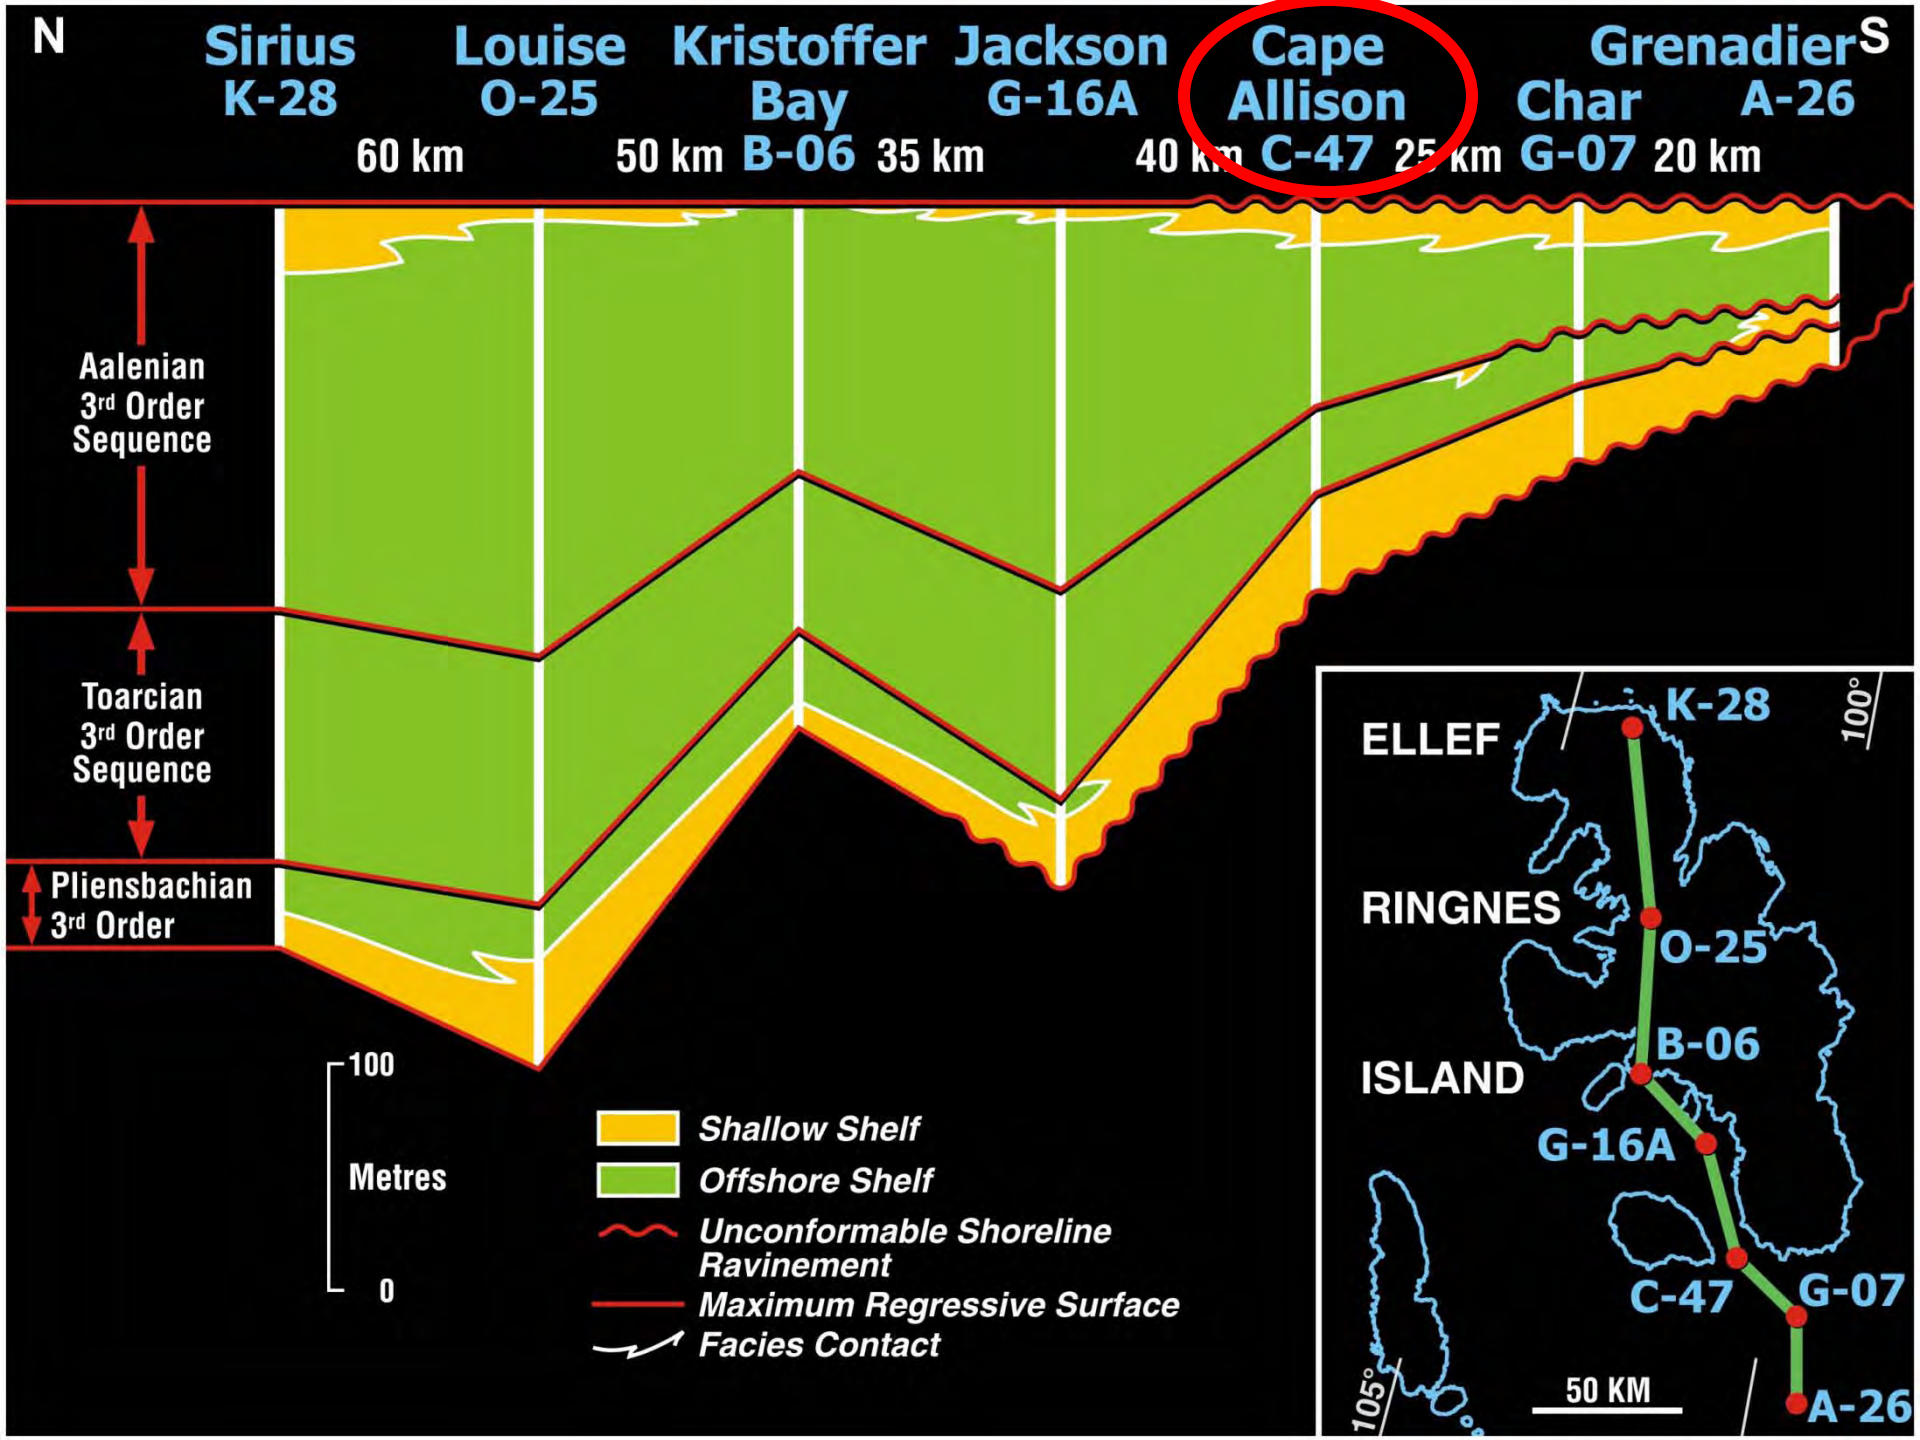 N
Sirius
K-28
Louise
O-25
Kristoffer
Bay
B-06
Jackson
G-16A
Cape
Allison
C-47
Char
G-07
Grenadier
A-26
S
60 km
50 km
35 km
40 km
25 km
20 km
Aalenian
3rd Order
Sequence
Toarcian
3rd Order
Sequence
Pliensbachian
3rd Order
100
Metres
0
Shallow Shelf
Offshore Shelf
Unconformable Shoreline
Ravinement
Maximum Regressive Surface
Facies Contact
K-28
100°
ELLEF
RINGNES
O-25
B-06
ISLAND
G-16A
C-47
G-07
50 KM
105°
A-26